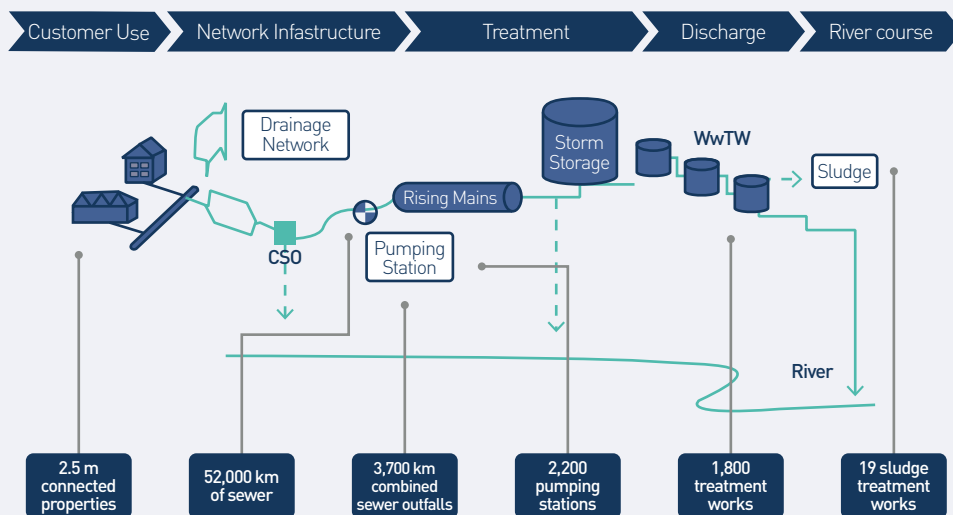 Customer Use
Network Infastructure
Treatment
Discharge
River course
Drainage
Network
Storm
Storage
WwTW
Sludge
Rising Mains
CSO
Pumping
Station
River
2.5 m
connected
properties
52,000 km
of sewer
3,700 km
combined
sewer outfalls
2,200
pumping
stations
1,800
treatment
works
19 sludge
treatment
works